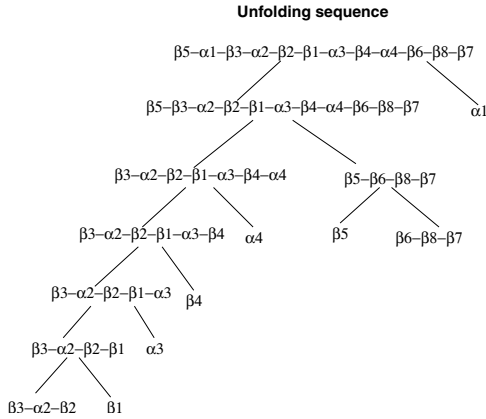 Unfolding sequence
β5–α1–β3–α2–β2–β1–α3–β4–α4–β6–β8–β7
β5–β3–α2–β2–β1–α3–β4–α4–β6–β8–β7
α1
β3–α2–β2–β1–α3–β4–α4
β5–β6–β8–β7
β3–α2–β2–β1–α3–β4
α4
β5
β6–β8–β7
β3–α2–β2–β1–α3
β4
β3–α2–β2–β1
α3
β3–α2–β2
β1